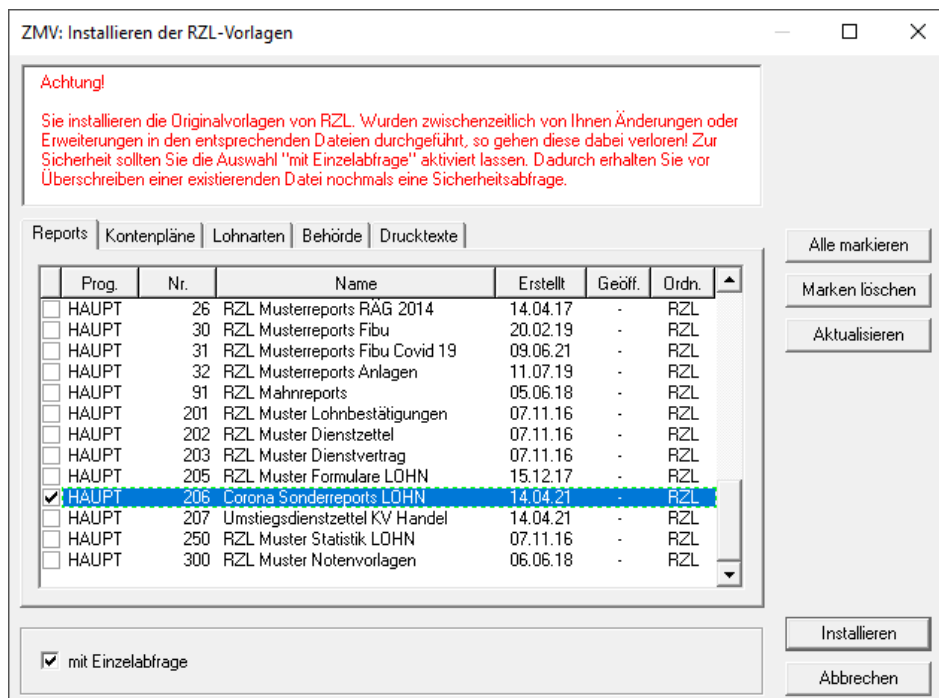 ZMV: Installieren der RZL-Vorlagen
Achtung!
Sie installieren die Originalvorlagen von RZL. Wurden zwischenzeitlich von Ihnen Änderungen oder
Erweiterungen in den entsprechenden Dateien durchgeführt, so gehen diese dabei verloren! Zur
Sicherheit sollten Sie die Auswahl "mit Einzelabfrage" aktiviert lassen. Dadurch erhalten Sie vor
Überschreiben einer existierenden Datei nochmals eine Sicherheitsabfrage.
Reports Kontenpläne Lohnarten Behörde Drucktexte
Prog. Nr. Name Erstellt Geöff. Ordn.
HAUPT 26 RZL Musterreports RÄG 2014 14.04.17 - RZL
HAUPT 30 RZL Musterreports Fibu 20.02.19 - RZL
HAUPT 31 RZL Musterreports Fibu Covid 19 09.06.21 - RZL
HAUPT 32 RZL Musterreports Anlagen 11.07.19 - RZL
HAUPT 91 RZL Mahnreports 05.06.18 - RZL
HAUPT 201 RZL Muster Lohnbestätigungen 07.11.16 - RZL
HAUPT 202 RZL Muster Dienstzettel 07.11.16 - RZL
HAUPT 203 RZL Muster Dienstvertrag 07.11.16 - RZL
HAUPT 205 RZL Muster Formulare LOHN 15.12.17 - RZL
HAUPT 206 Corona Sonderreports LOHN 14.04.21 - RZL
HAUPT 207 Umstiegsdienstzettel KV Handel 14.04.21 - RZL
HAUPT 250 RZL Muster Statistik LOHN 07.11.16 - RZL
HAUPT 300 RZL Muster Notenvorlagen 06.06.18 - RZL
Alle markieren
Marken löschen
Aktualisieren
mit Einzelabfrage
Installieren
Abbrechen